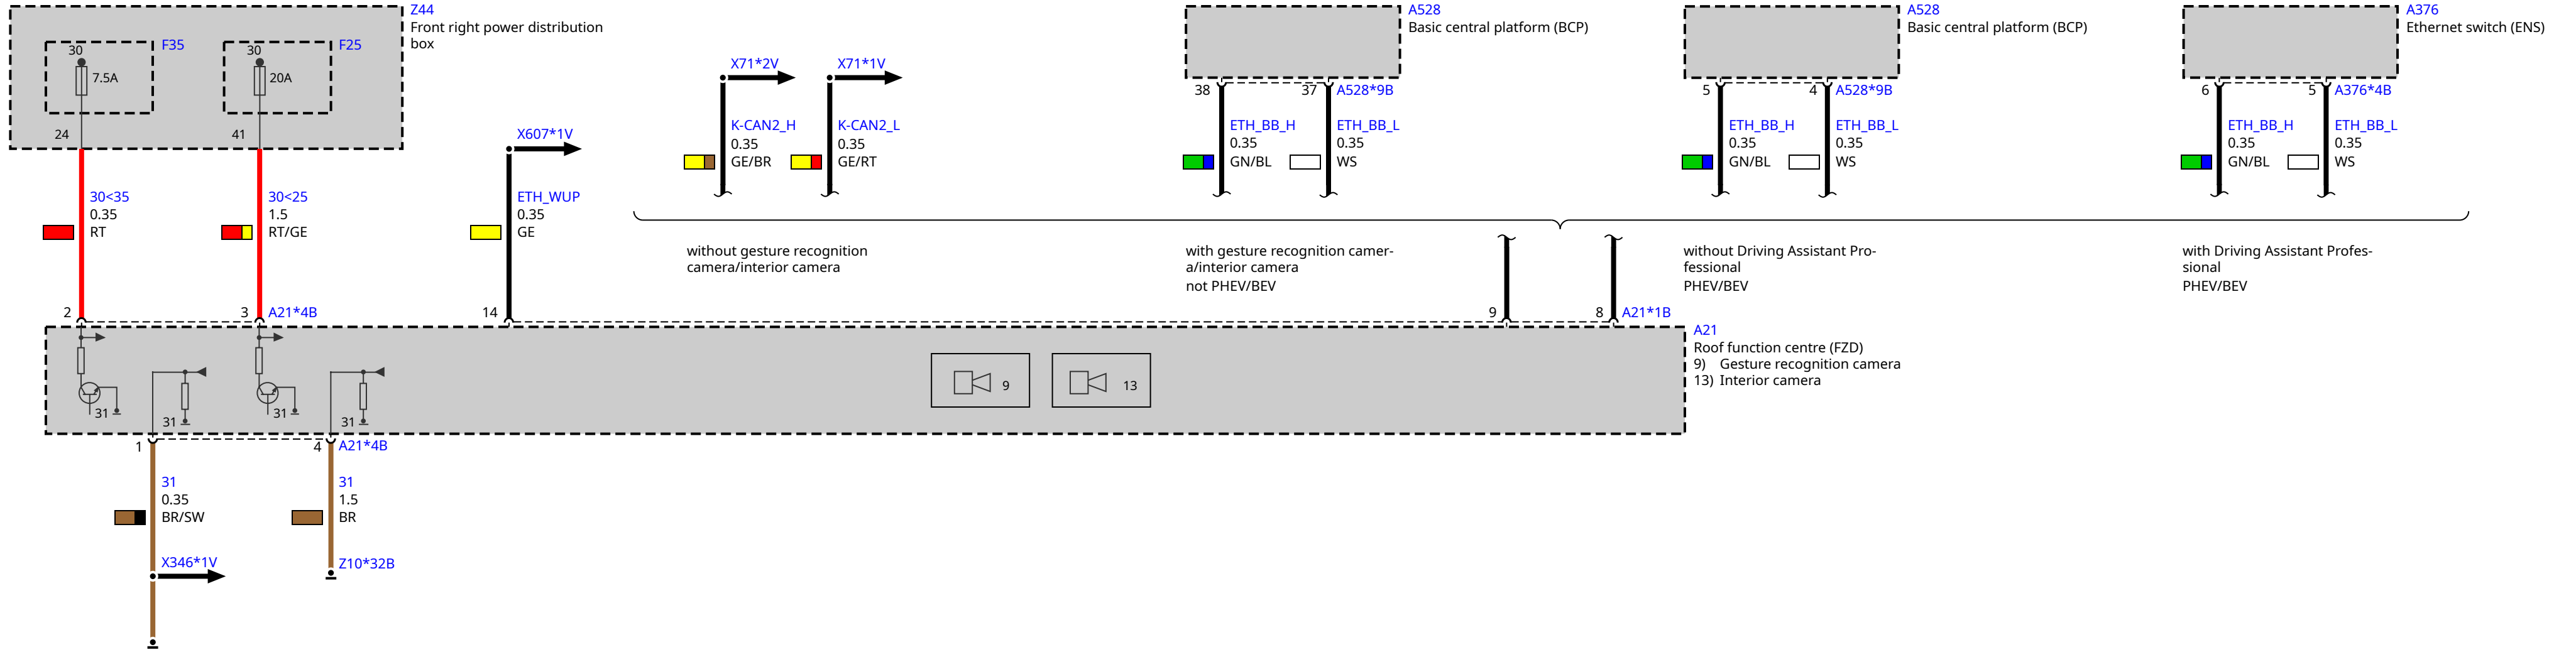 Z44
Front right power distribution
box
F35
30
7.5A
24
F25
30
20A
41
30<35
0.35
RT
30<25
1.5
RT/GE
X607*1V
ETH_WUP
0.35
GE
X71*2V
K-CAN2_H
0.35
GE/BR
X71*1V
K-CAN2_L
0.35
GE/RT
without gesture recognition
camera/interior camera
A528
Basic central platform (BCP)
38
37
A528*9B
ETH_BB_H
0.35
GN/BL
ETH_BB_L
0.35
WS
with gesture recognition camer-
a/interior camera
not PHEV/BEV
A528
Basic central platform (BCP)
5
4
A528*9B
ETH_BB_H
0.35
GN/BL
ETH_BB_L
0.35
WS
without Driving Assistant Pro-
fessional
PHEV/BEV
A376
Ethernet switch (ENS)
6
5
A376*4B
ETH_BB_H
0.35
GN/BL
ETH_BB_L
0.35
WS
with Driving Assistant Profes-
sional
PHEV/BEV
2
3
A21*4B
14
9
8
A21*1B
A21
Roof function centre (FZD)
9) Gesture recognition camera
13) Interior camera
31
31
31
31
9
13
1
4
A21*4B
31
0.35
BR/SW
31
1.5
BR
X346*1V
Z10*32B